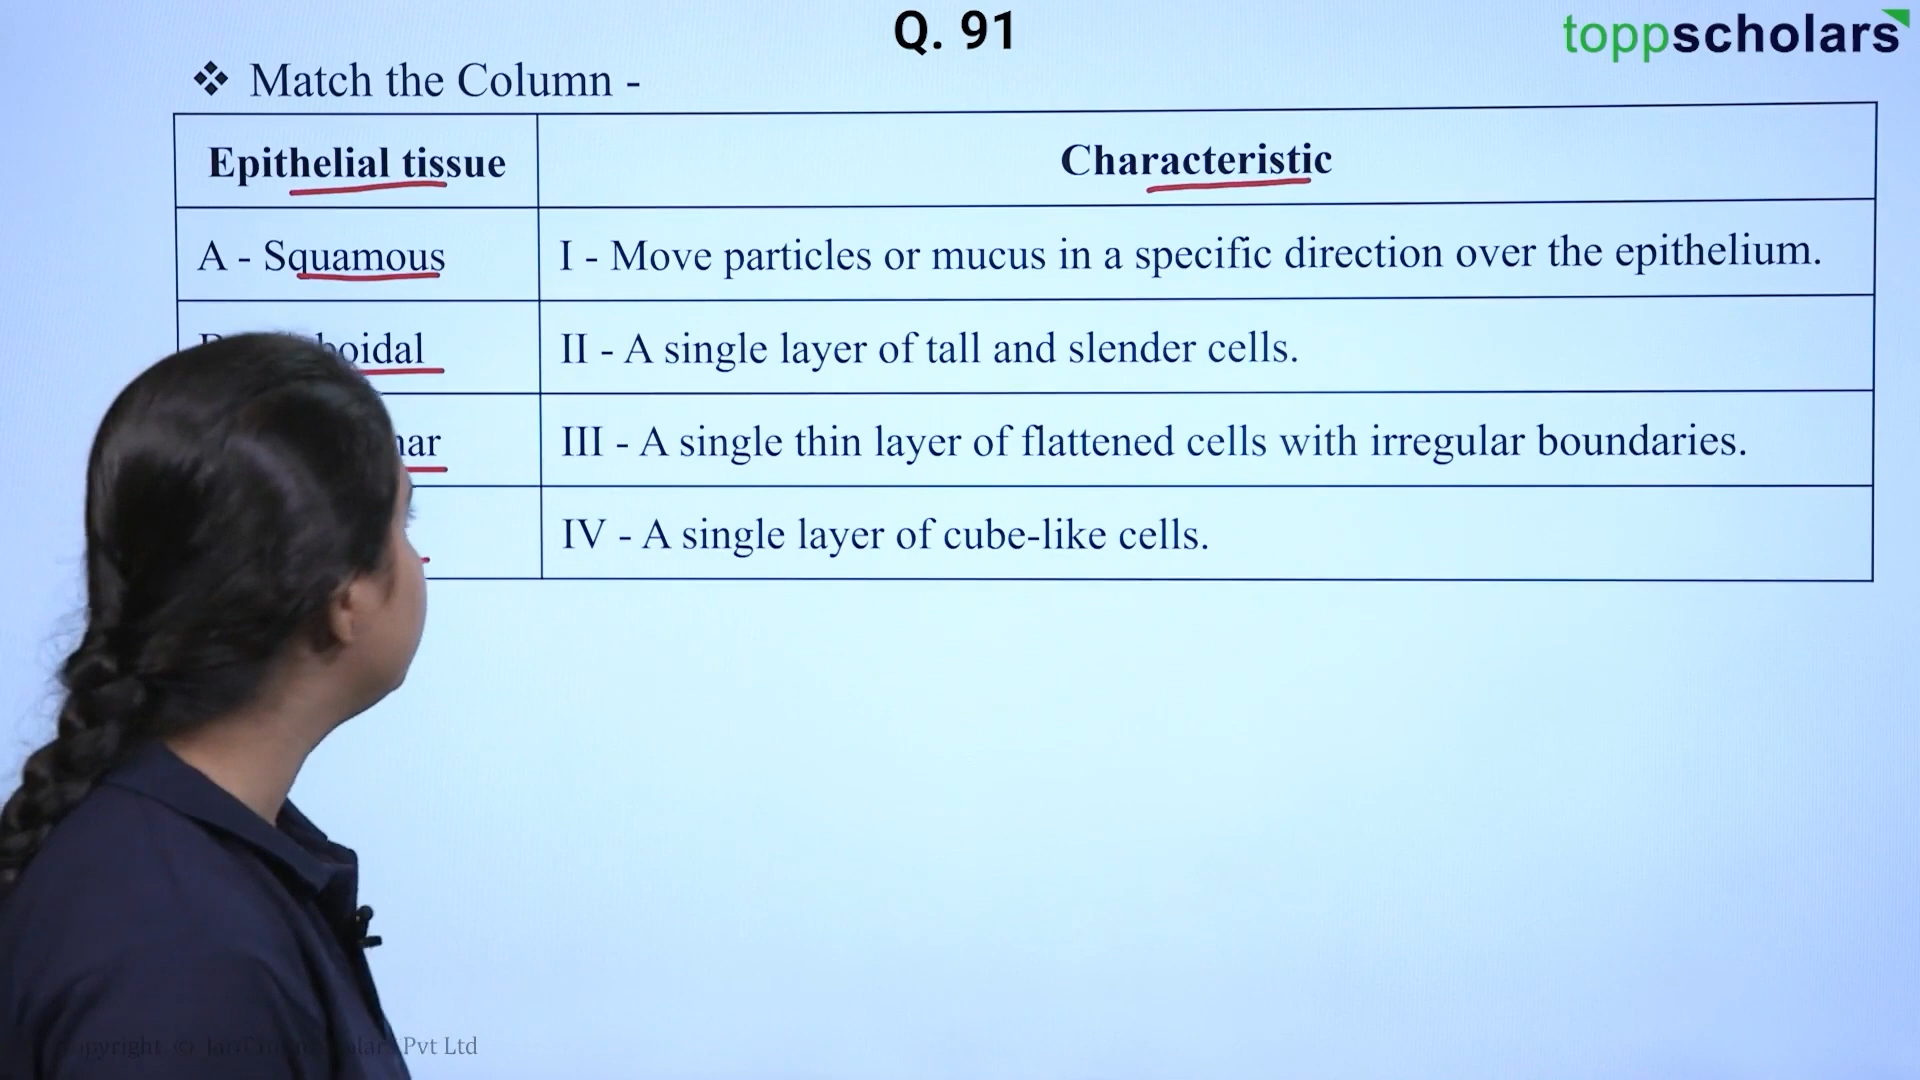 Q. 91
toppscholars
❖ Match the Column -
Epithelial tissue
Characteristic
A - Squamous
I - Move particles or mucus in a specific direction over the epithelium.
II - A single layer of tall and slender cells.
III - A single thin layer of flattened cells with irregular boundaries.
IV - A single layer of cube-like cells.
Pvt Ltd